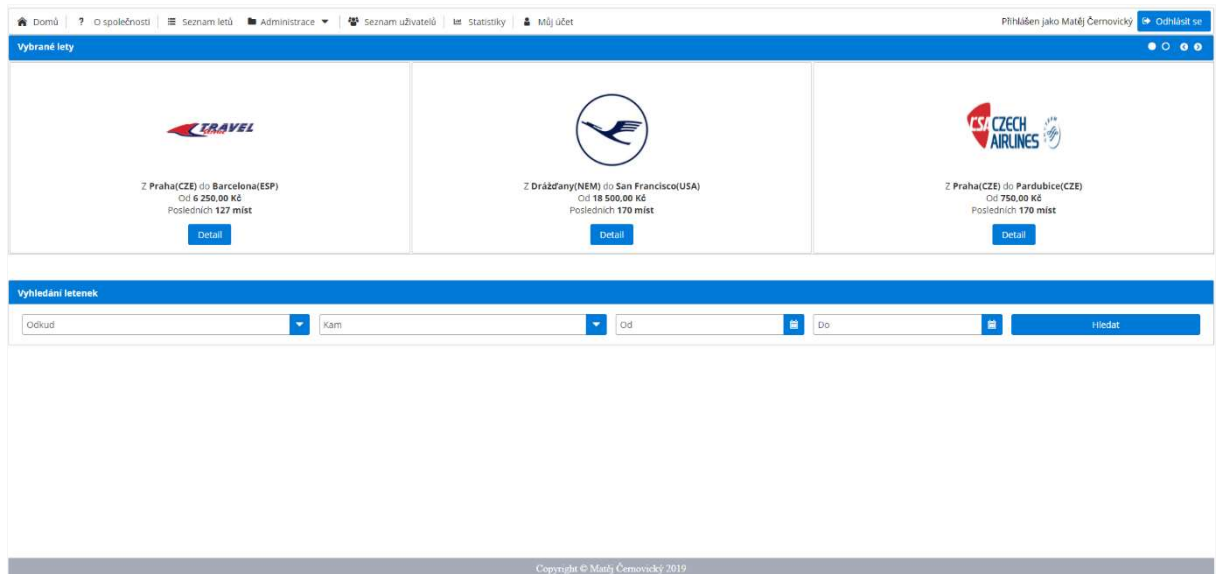 Domů ? O společnosti Seznam letů Administrace Seznam uživatelů Statistiky Můj účet Přihlášen jako Matěj Černovický Odhlásit se
Vybrané lety
TRAVEL
CSA CZECH
AIRLINES
Z Praha(CZE) do Barcelona(ESP)
Od 6 250,00 Kč
Posledních 127 míst
Detail
Z Drážďany(NEM) do San Francisco(USA)
Od 18 500,00 Kč
Posledních 170 míst
Detail
Z Praha(CZE) do Pardubice(CZE)
Od 750,00 Kč
Posledních 170 míst
Detail
Vyhledání letenek
Odkud Kam Od Do Hledat
Copyright © Matěj Černovický 2019